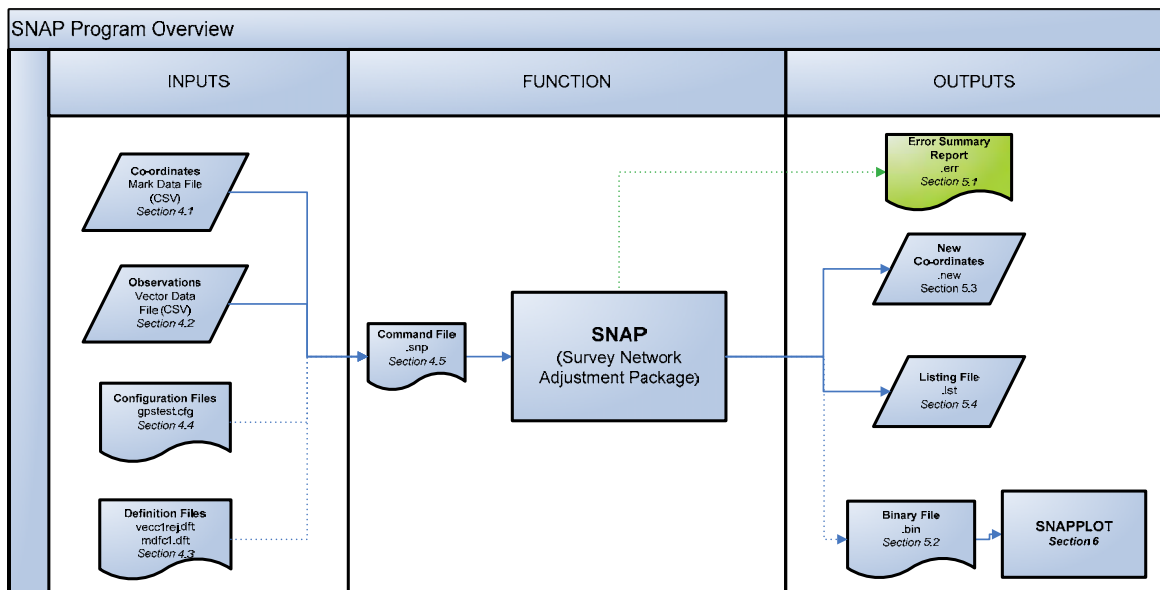 SNAP Program Overview
INPUTS
FUNCTION
OUTPUTS
Co-ordinates
Mark Data File
(CSV)
Section 4.1
Observations
Vector Data
File (CSV)
Section 4.2
Configuration Files
gpstest.cfg
Section 4.4
Definition Files
vecc1rej.dft
mdfc1.dft
Section 4.3
Command File
.snp
Section 4.5
SNAP
(Survey Network
Adjustment Package)
Error Summary
Report
.err
Section 5.1
New
Co-ordinates
.new
Section 5.3
Listing File
.lst
Section 5.4
Binary File
.bin
Section 5.2
SNAPPLOT
Section 6